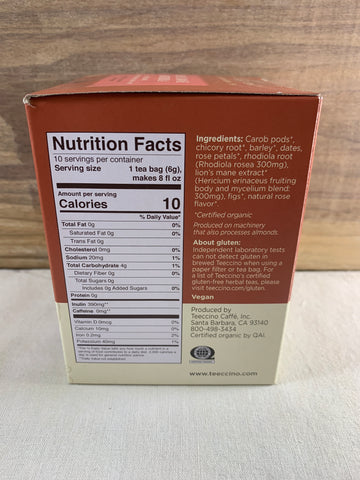 Nutrition Facts
10 servings per container
Serving size 1 tea bag (6g),
makes 8 fl oz
Amount per serving
Calories 10
% Daily Value*
Total Fat 0g 0%
Saturated Fat 0g 0%
Trans Fat 0g
Cholesterol 0mg 0%
Sodium 20mg 1%
Total Carbohydrate 4g 1%
Dietary Fiber 0g 0%
Total Sugars 0g
Includes 0g Added Sugars 0%
Protein 0g
Inulin 390mg**
Caffeine 0mg**
Vitamin D 0mcg 0%
Calcium 10mg 0%
Iron 0.2mg 2%
Potassium 40mg 1%
Ingredients: Carob pods*,
chicory root*, barley*, dates,
rose petals*, rhodiola root
(Rhodiola rosea 300mg),
lion's mane extract*
(Hericium erinaceus fruiting
body and mycelium blend:
300mg), figs*, natural rose
flavor*.
*Certified organic
Produced on machinery
that also processes almonds.
About gluten:
Independent laboratory tests
can not detect gluten in
brewed Teeccino when using a
paper filter or tea bag. For
a list of Teeccino's certified
gluten-free herbal teas, please
visit teeccino.com/gluten.
Vegan
Produced by
Teeccino Caffé, Inc.
Santa Barbara, CA 93140
800-498-3434
Certified organic by QAI.
www.teeccino.com